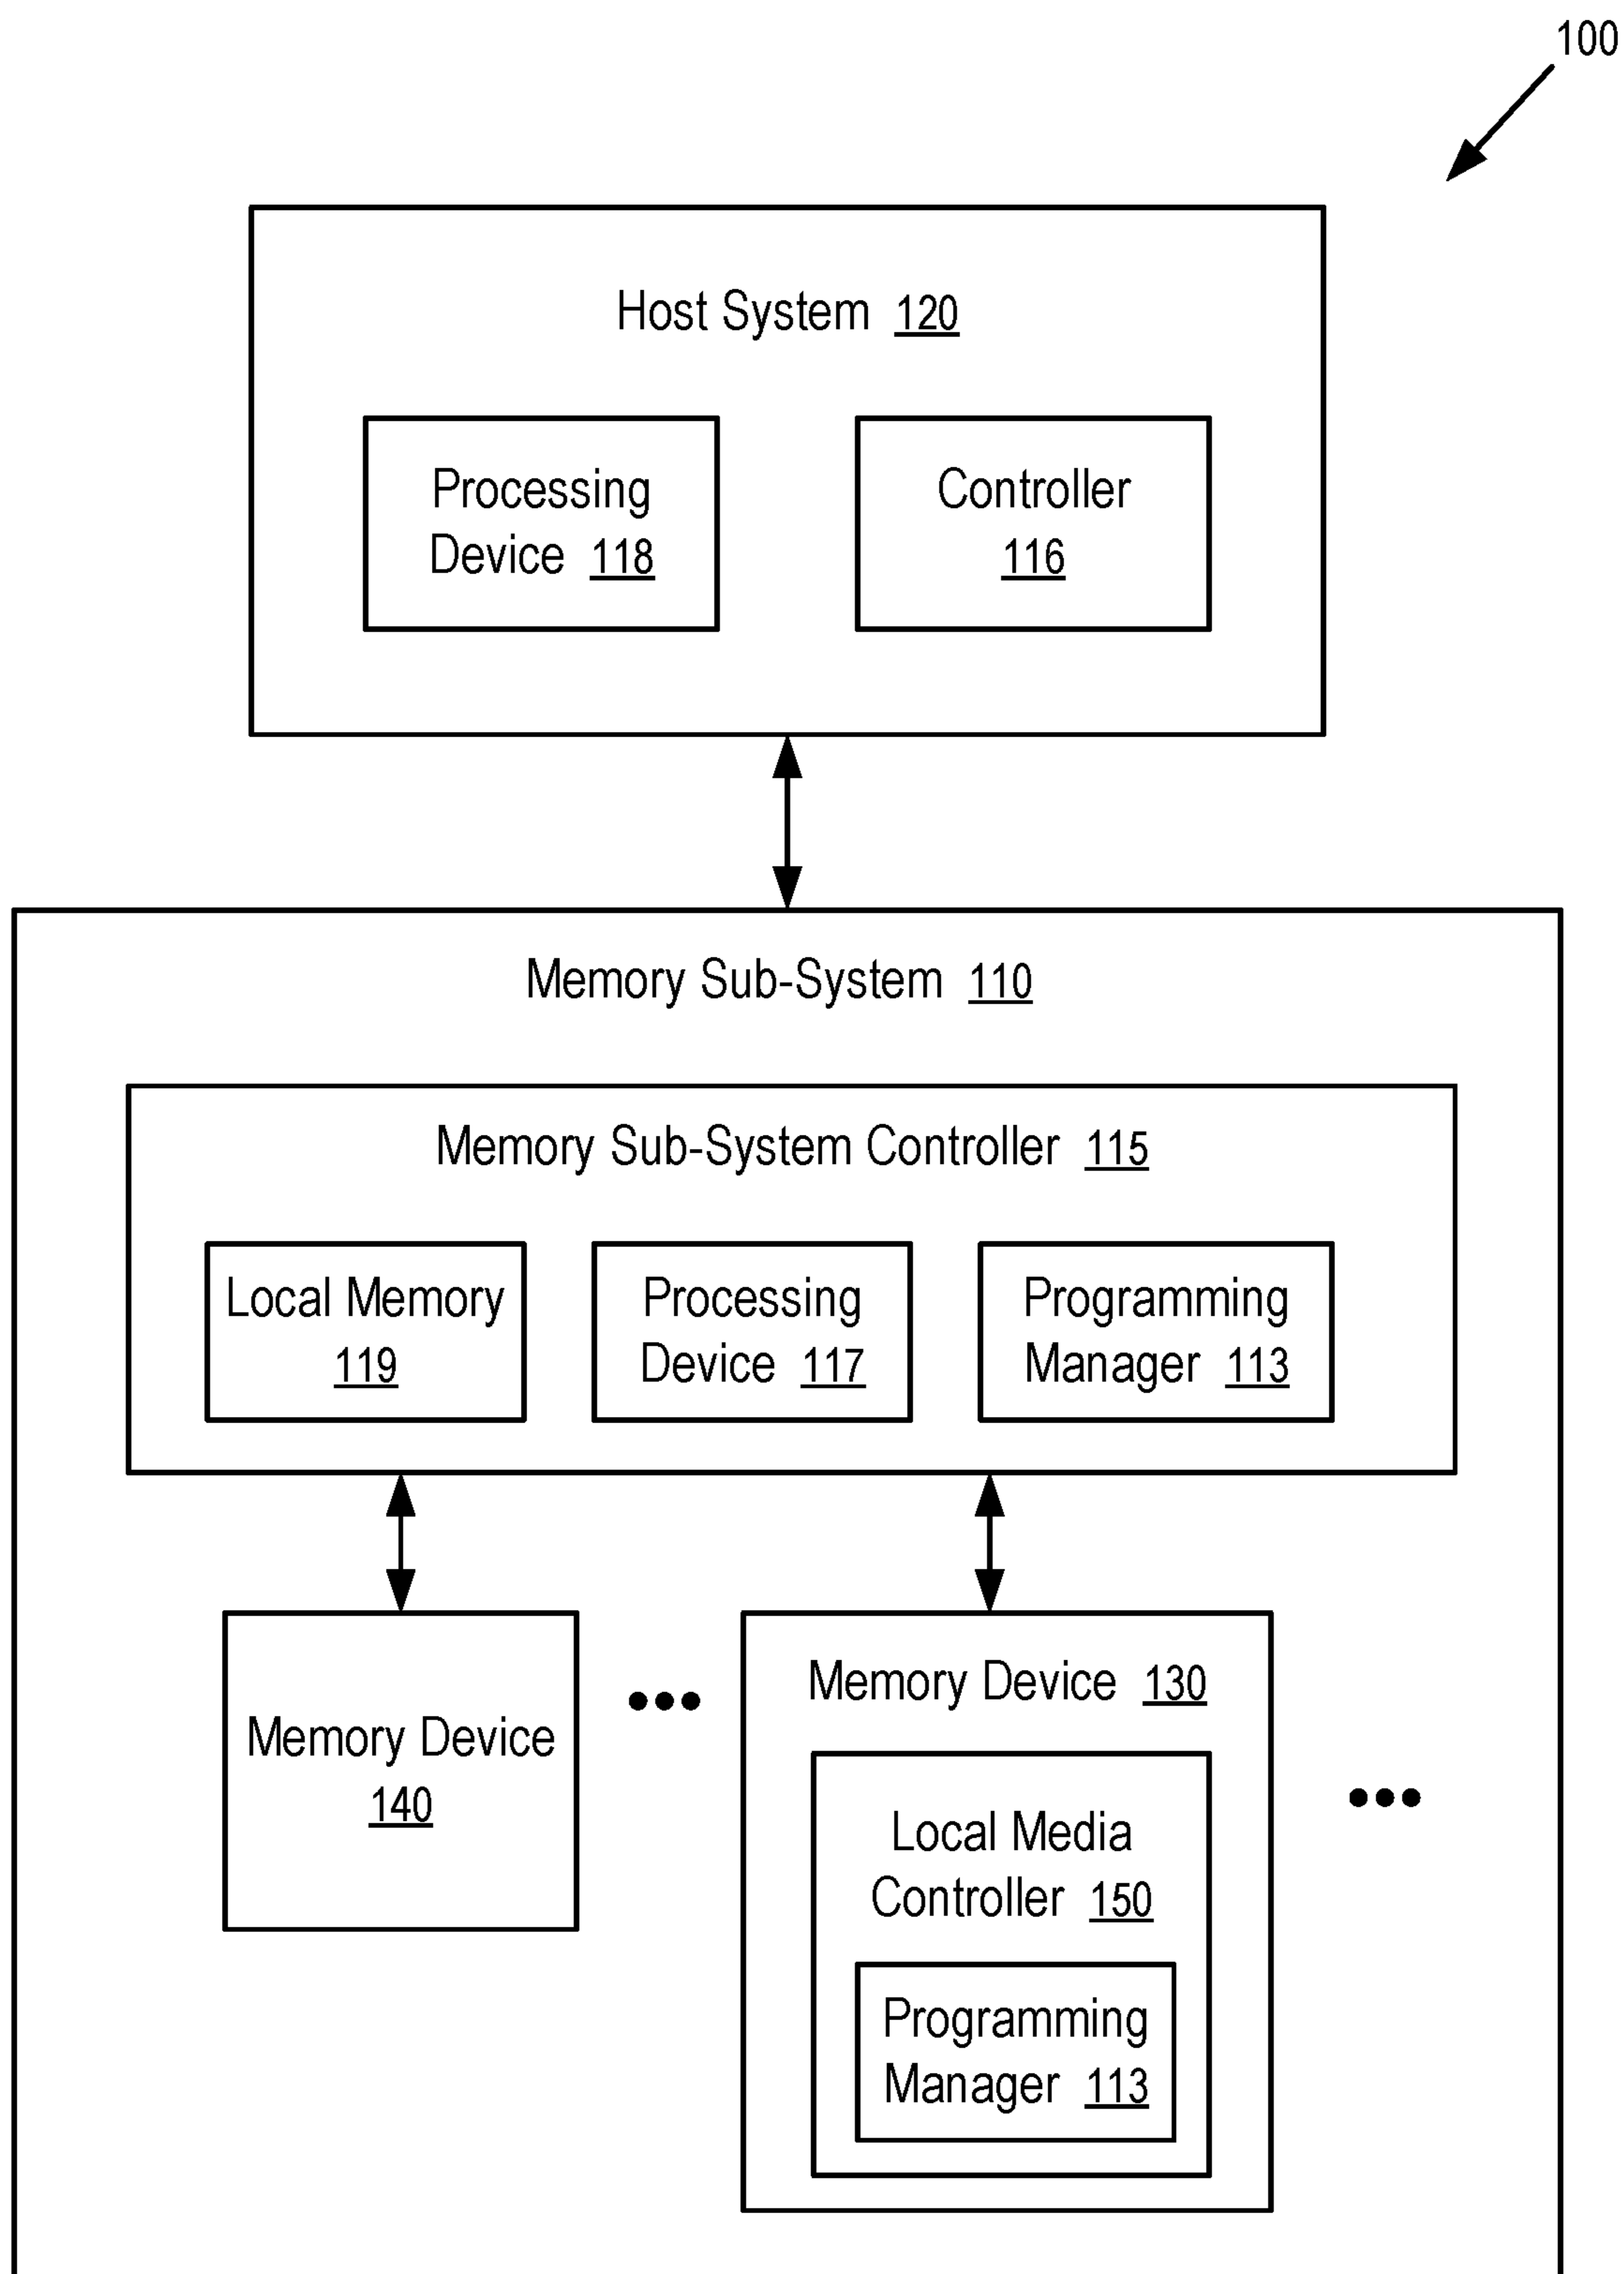 100
Host System 120
Processing
Device 118
Controller
116
Memory Sub-System 110
Memory Sub-System Controller 115
Local Memory
119
Processing
Device 117
Programming
Manager 113
Memory Device
140
Memory Device 130
Local Media
Controller 150
Programming
Manager 113